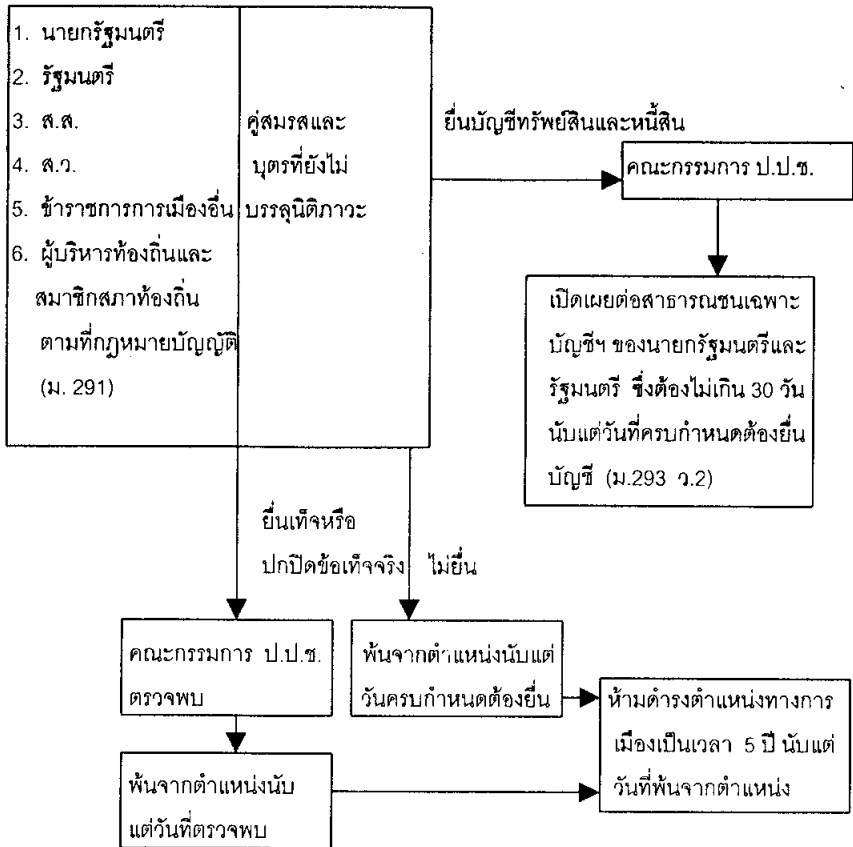 1. นายกรัฐมนตรี
2. รัฐมนตรี
3. ส.ส.
4. ส.ว.
5. ข้าราชการการเมืองอื่น
6. ผู้บริหารท้องถิ่นและ
สมาชิกสภาท้องถิ่น
ตามที่กฎหมายบัญญัติ
(ม. 291)
คู่สมรสและ
บุตรที่ยังไม่
บรรลุนิติภาวะ
ยื่นบัญชีทรัพย์สินและหนี้สิน
คณะกรรมการ ป.ป.ช.
เปิดเผยต่อสาธารณชนเฉพาะ
บัญชีฯ ของนายกรัฐมนตรีและ
รัฐมนตรี ซึ่งต้องไม่เกิน 30 วัน
นับแต่วันที่ครบกำหนดต้องยื่น
บัญชี (ม.293 ว.2)
ยื่นเท็จหรือ
ปกปิดข้อเท็จจริง
ไม่ยื่น
คณะกรรมการ ป.ป.ช.
ตรวจพบ
พ้นจากตำแหน่งนับแต่
วันครบกำหนดต้องยื่น
ห้ามดำรงตำแหน่งทางการ
เมืองเป็นเวลา 5 ปี นับแต่
วันที่พ้นจากตำแหน่ง
พ้นจากตำแหน่งนับ
แต่วันที่ตรวจพบ